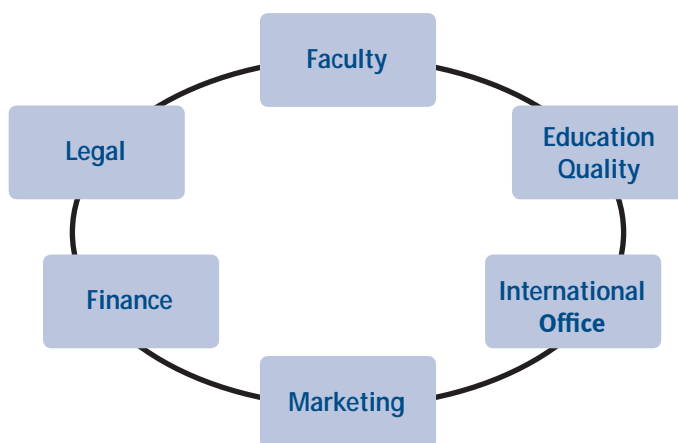 Faculty
Legal
Education
Quality
Finance
International
Office
Marketing